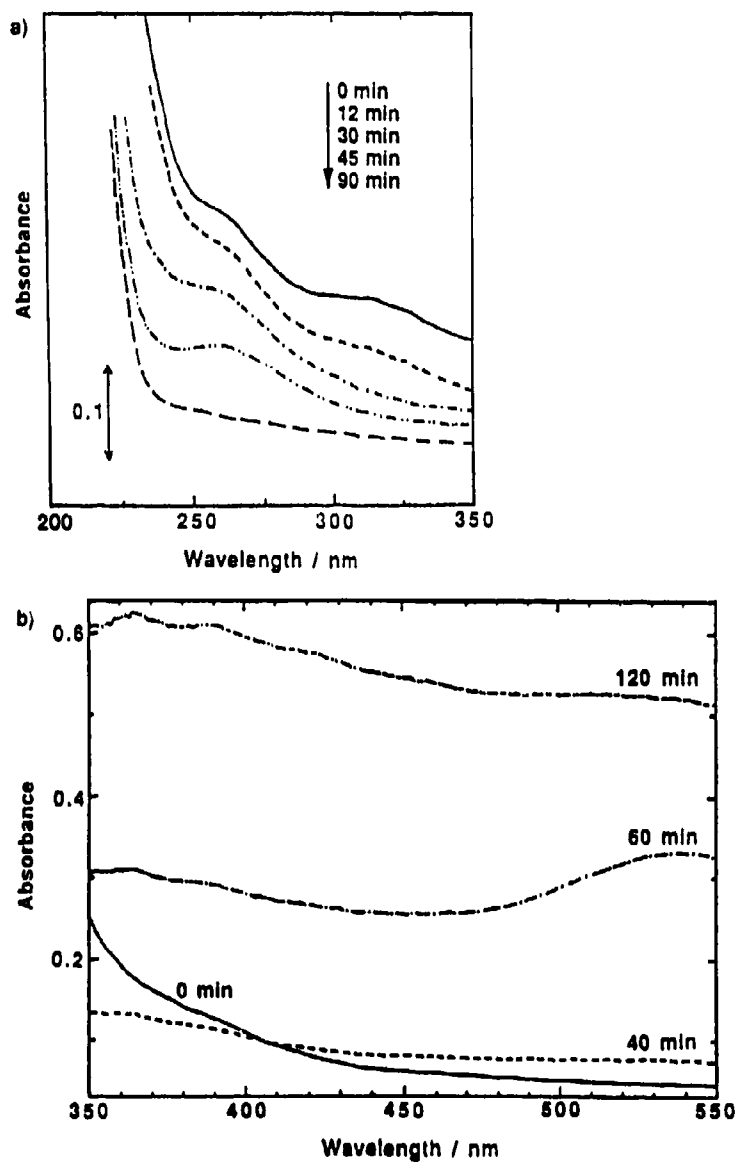 a)
0 min
12 min
30 min
45 min
90 min
Absorbance
0.1
200 250 300 350
Wavelength / nm
b)
0.6
120 min
0.4
60 min
Absorbance
0.2
0 min
40 min
350 400 450 500 550
Wavelength / nm